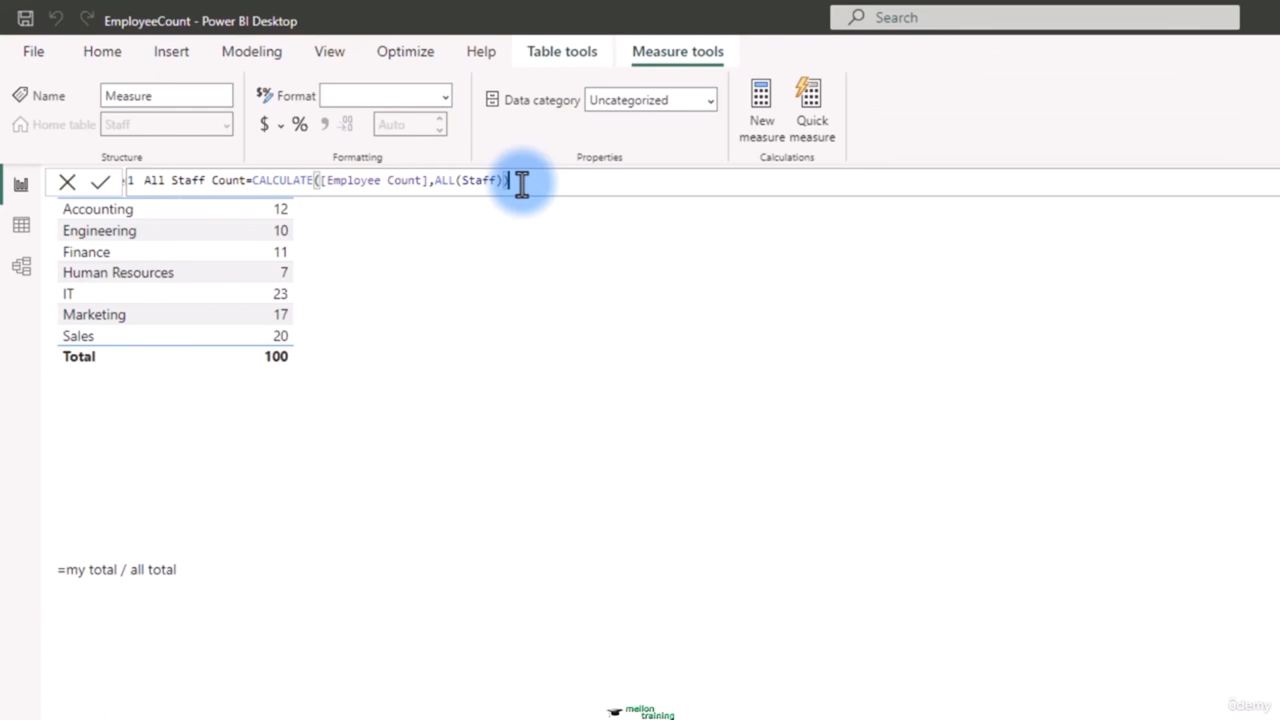 EmployeeCount - Power BI Desktop
Search
File Home Insert Modeling View Optimize Help Table tools Measure tools
Name Measure
Format
Data category Uncategorized
New measure
Quick measure
Home table Staff
$ % Auto
Structure Formatting Properties Calculations
1 All Staff Count=CALCULATE([Employee Count],ALL(Staff))
Accounting 12
Engineering 10
Finance 11
Human Resources 7
IT 23
Marketing 17
Sales 20
Total 100
=my total / all total
mellon training
ûdemy